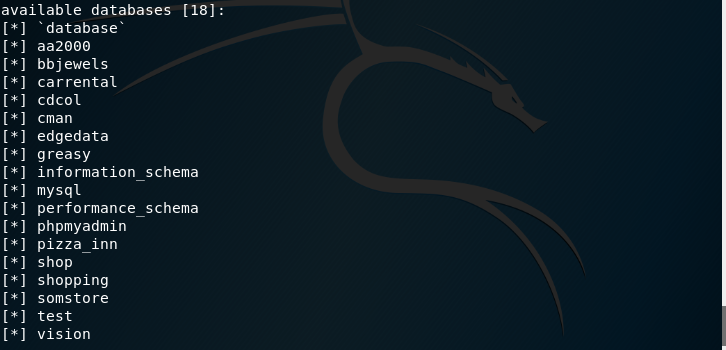 available databases [18]:
[*] `database`
[*] aa2000
[*] bbjewels
[*] carrental
[*] cdcol
[*] cman
[*] edgedata
[*] greasy
[*] information_schema
[*] mysql
[*] performance_schema
[*] phpmyadmin
[*] pizza_inn
[*] shop
[*] shopping
[*] somstore
[*] test
[*] vision